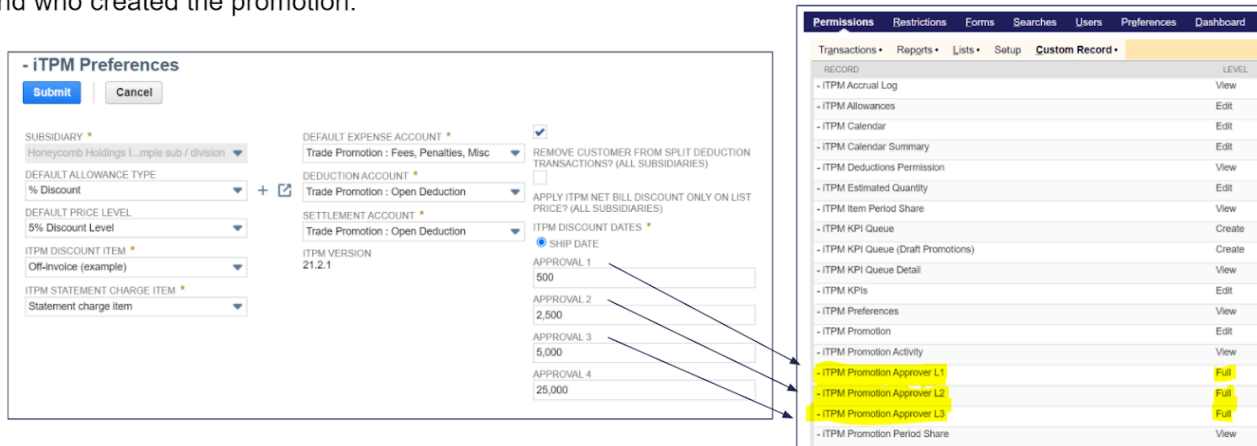 nd who created the promotion.
- iTPM Preferences
Submit Cancel
SUBSIDIARY *
Honeycomb Holdings I...mple sub / division
DEFAULT ALLOWANCE TYPE
% Discount
DEFAULT PRICE LEVEL
5% Discount Level
ITPM DISCOUNT ITEM *
Off-invoice (example)
ITPM STATEMENT CHARGE ITEM *
Statement charge item
DEFAULT EXPENSE ACCOUNT *
Trade Promotion : Fees, Penalties, Misc
DEDUCTION ACCOUNT *
Trade Promotion : Open Deduction
SETTLEMENT ACCOUNT *
Trade Promotion : Open Deduction
ITPM VERSION
21.2.1
REMOVE CUSTOMER FROM SPLIT DEDUCTION
TRANSACTIONS? (ALL SUBSIDIARIES)
APPLY ITPM NET BILL DISCOUNT ONLY ON LIST
PRICE? (ALL SUBSIDIARIES)
ITPM DISCOUNT DATES *
SHIP DATE
APPROVAL 1
500
APPROVAL 2
2,500
APPROVAL 3
5,000
APPROVAL 4
25,000
Permissions Restrictions Forms Searches Users Preferences Dashboard
Transactions • Reports • Lists • Setup Custom Record •
RECORD LEVEL
- iTPM Accrual Log View
- iTPM Allowances Edit
- iTPM Calendar Edit
- iTPM Calendar Summary Edit
- iTPM Deductions Permission View
- iTPM Estimated Quantity Edit
- iTPM Item Period Share View
- iTPM KPI Queue Create
- iTPM KPI Queue (Draft Promotions) Create
- iTPM KPI Queue Detail View
- iTPM KPIs Edit
- iTPM Preferences View
- iTPM Promotion Edit
- iTPM Promotion Activity View
- iTPM Promotion Approver L1 Full
- iTPM Promotion Approver L2 Full
- iTPM Promotion Approver L3 Full
- iTPM Promotion Period Share View